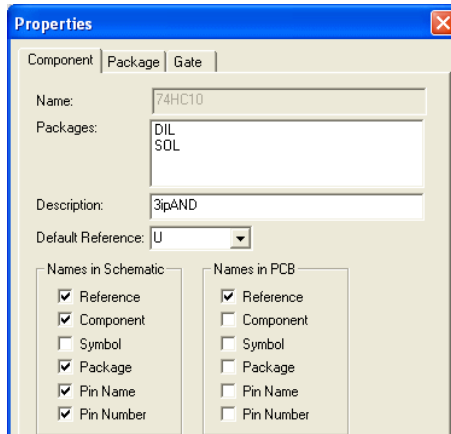 Properties
Component Package Gate
Name: 74HC10
Packages: DIL
SOL
Description: 3ipAND
Default Reference: U
Names in Schematic Names in PCB
Reference Reference
Component Component
Symbol Symbol
Package Package
Pin Name Pin Name
Pin Number Pin Number